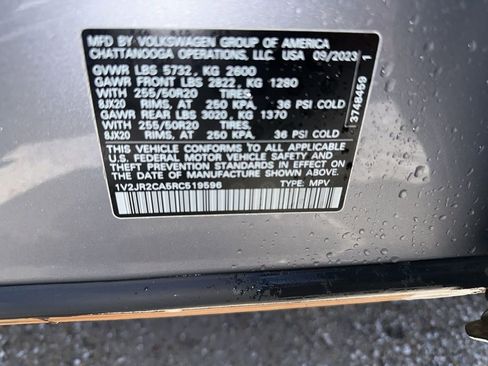 MFD BY VOLKSWAGEN GROUP OF AMERICA
CHATTANOOGA OPERATIONS, LLC. USA 09/2023
GVWR LBS 5732, KG 2600
GAWR FRONT LBS 2822, KG 1280
WITH 255/50R20 TIRES,
8JX20 RIMS, AT 250 KPA, 36 PSI COLD
GAWR REAR LBS 3020, KG 1370
WITH 255/50R20 TIRES,
8JX20 RIMS, AT 250 KPA, 36 PSI COLD
THIS VEHICLE CONFORMS TO ALL APPLICABLE
U.S. FEDERAL MOTOR VEHICLE SAFETY, BUMPER, AND
THEFT PREVENTION STANDARDS IN EFFECT ON
THE DATE OF MANUFACTURE SHOWN ABOVE.
1V2JR2CA5RC519596 TYPE: MPV
3748459 1